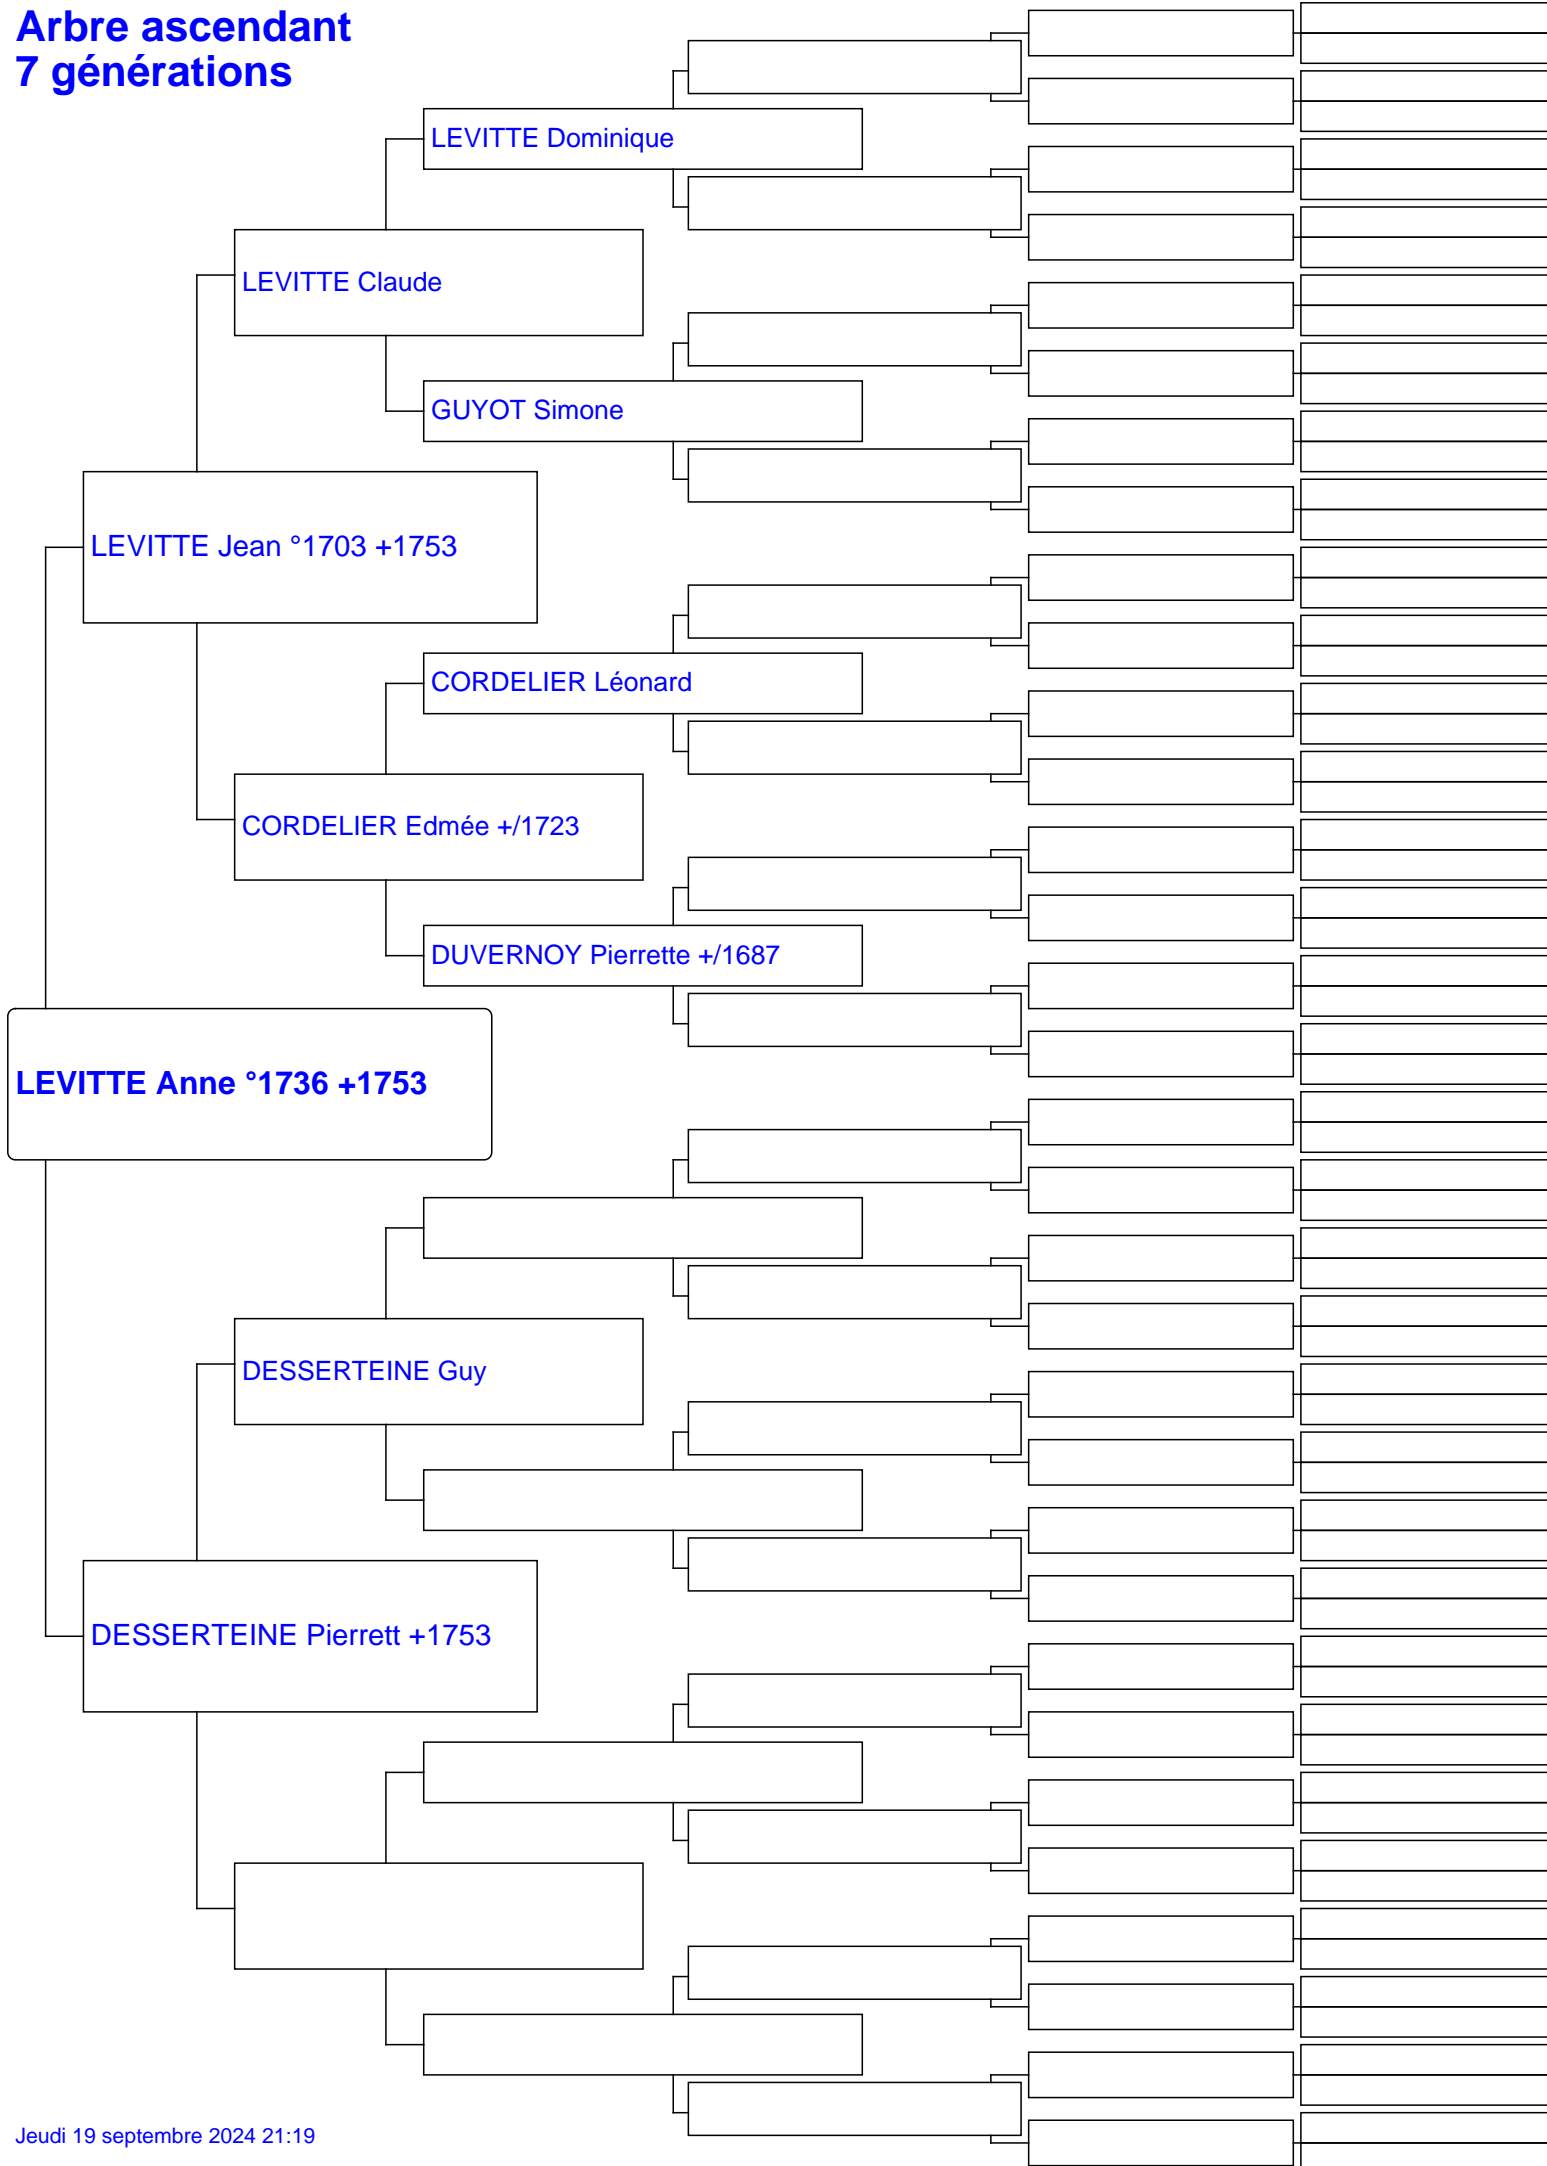 Arbre ascendant
7 générations
LEVITTE Dominique
LEVITTE Claude
GUYOT Simone
LEVITTE Jean °1703 +1753
CORDELIER Léonard
CORDELIER Edmée +/1723
DUVERNOY Pierrette +/1687
LEVITTE Anne °1736 +1753
DESSERTEINE Guy
DESSERTEINE Pierrett +1753
Jeudi 19 septembre 2024 21:19